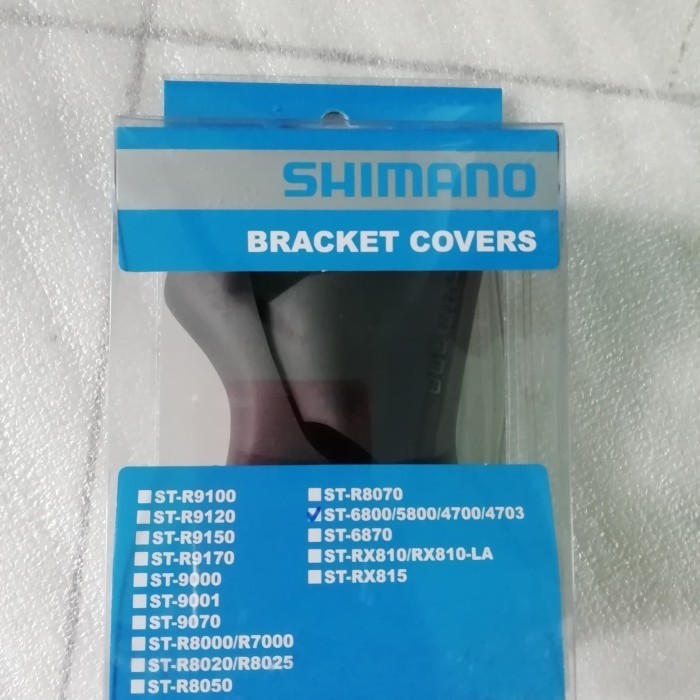 SHIMANO
BRACKET COVERS
ST-R9100
ST-R9120
ST-R9150
ST-R9170
ST-9000
ST-9001
ST-9070
ST-R8000/R7000
ST-R8020/R8025
ST-R8050
ST-R8070
ST-6800/5800/4700/4703
ST-6870
ST-RX810/RX810-LA
ST-RX815